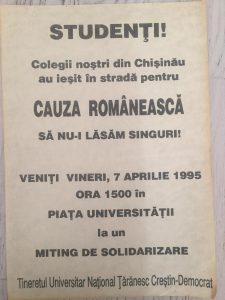 STUDENŢI!
Colegii noştri din Chişinău
au ieşit în stradă pentru
CAUZA ROMÂNEASCĂ
SĂ NU-I LĂSĂM SINGURI!
VENIŢI VINERI, 7 APRILIE 1995
ORA 1500 în
PIAŢA UNIVERSITĂŢII
la un
MITING DE SOLIDARIZARE
Tineretul Universitar Naţional Ţărănesc Creştin-Democrat